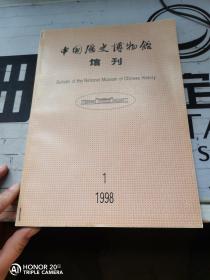 中国历史博物馆
馆刊
Bulletin of the National Museum of Chinese History
1
1998
HONOR 20
TRIPLE CAMERA